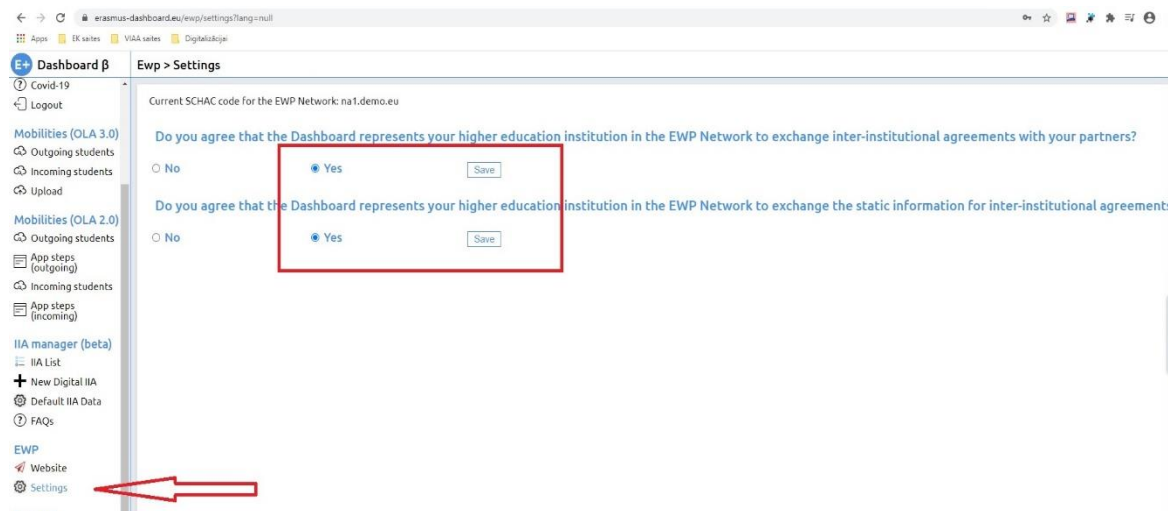 erasmus-dashboard.eu/ewp/settings?lang=null
Apps EK saites VIAA saites Digitalizācijai
E+ Dashboard β
Ewp > Settings
Covid-19
Logout
Mobilities (OLA 3.0)
Outgoing students
Incoming students
Upload
Mobilities (OLA 2.0)
Outgoing students
App steps
(outgoing)
Incoming students
App steps
(incoming)
IIA manager (beta)
IIA List
New Digital IIA
Default IIA Data
FAQs
EWP
Website
Settings
Current SCHAC code for the EWP Network: na1.demo.eu
Do you agree that the Dashboard represents your higher education institution in the EWP Network to exchange inter-institutional agreements with your partners?
No Yes Save
Do you agree that the Dashboard represents your higher education institution in the EWP Network to exchange the static information for inter-institutional agreements
No Yes Save